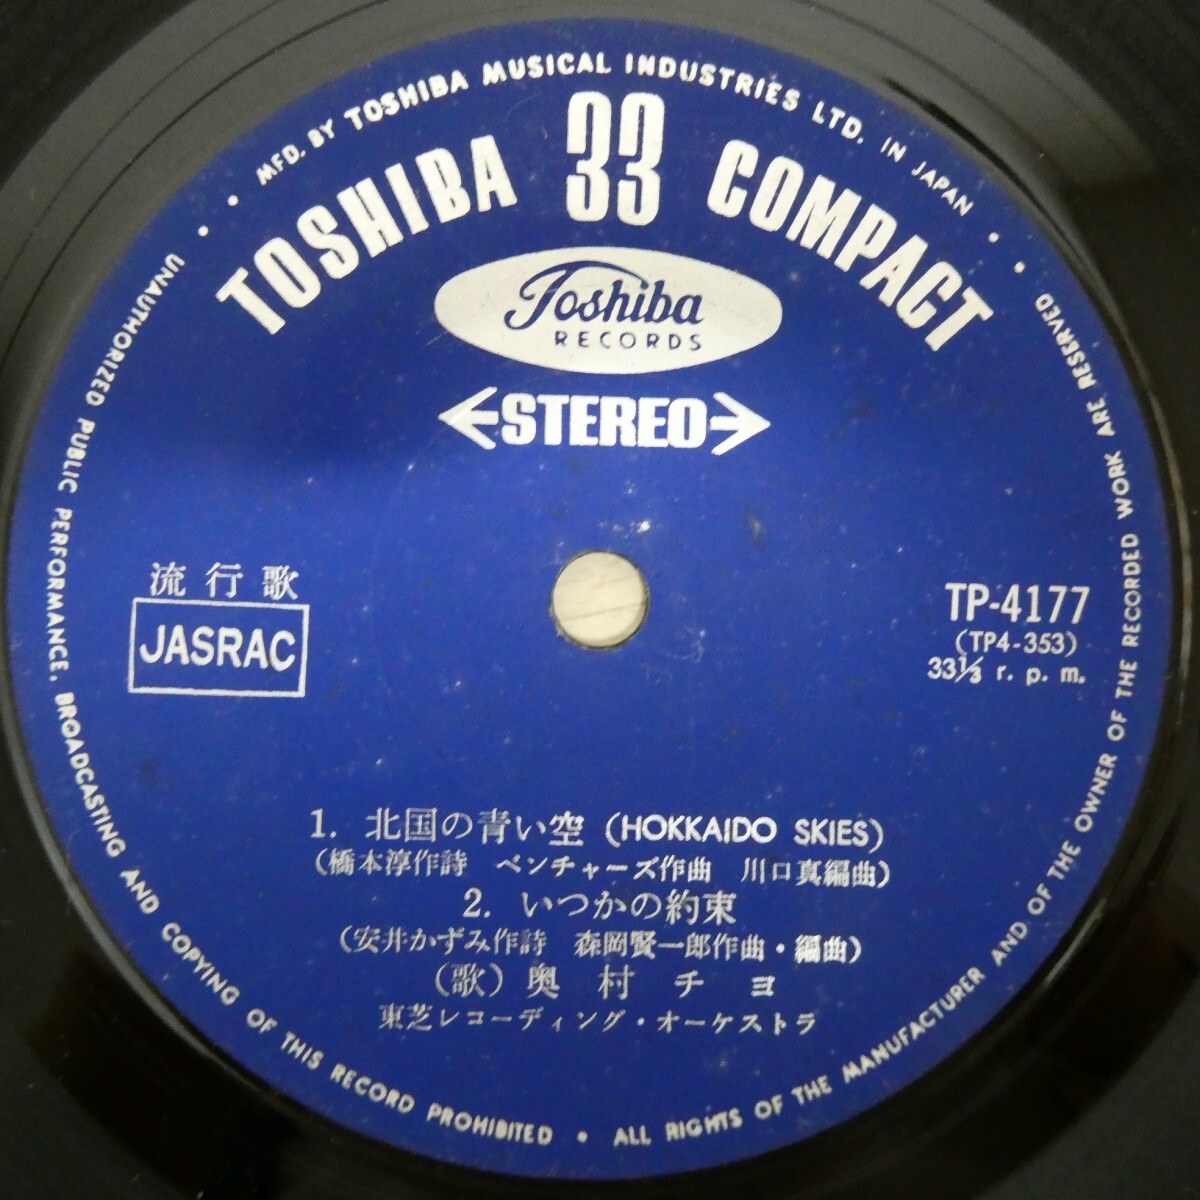 MFD. BY TOSHIBA MUSICAL INDUSTRIES LTD. IN JAPAN
TOSHIBA 33 COMPACT
Toshiba
RECORDS
STEREO
流行歌
JASRAC
TP-4177
(TP4-353)
33⅓ r. p. m.
1. 北国の青い空 (HOKKAIDO SKIES)
(橋本淳作詩 ベンチャーズ作曲 川口真編曲)
2. いつかの約束
(安井かずみ作詩 森岡賢一郎作曲・編曲)
(歌) 奥村チヨ
東芝レコーディング・オーケストラ
UNAUTHORIZED PUBLIC PERFORMANCE, BROADCASTING AND COPYING OF THIS RECORD PROHIBITED • ALL RIGHTS OF THE MANUFACTURER AND OF THE OWNER OF THE RECORDED WORK ARE RESERVED